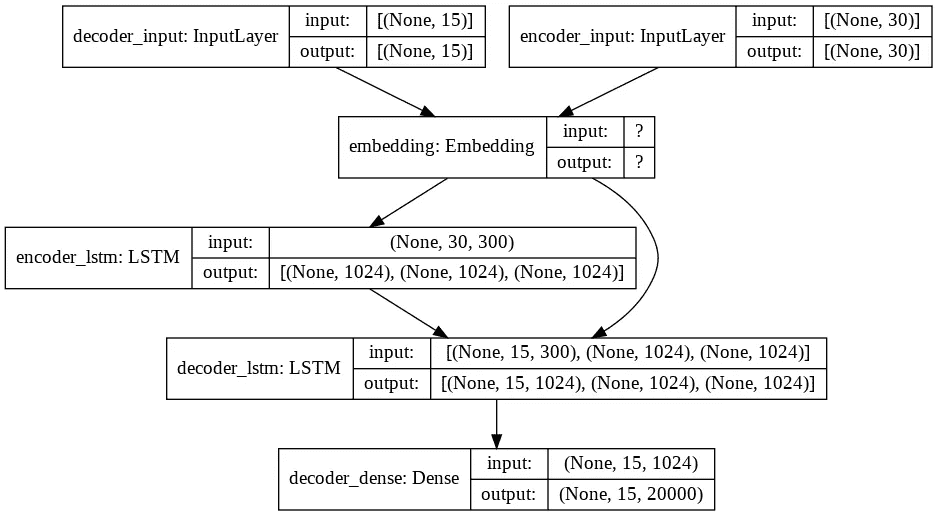 decoder_input: InputLayer
input:
[(None, 15)]
output:
[(None, 15)]
encoder_input: InputLayer
input:
[(None, 30)]
output:
[(None, 30)]
embedding: Embedding
input:
?
output:
?
encoder_lstm: LSTM
input:
(None, 30, 300)
output:
[(None, 1024), (None, 1024), (None, 1024)]
decoder_lstm: LSTM
input:
[(None, 15, 300), (None, 1024), (None, 1024)]
output:
[(None, 15, 1024), (None, 1024), (None, 1024)]
decoder_dense: Dense
input:
(None, 15, 1024)
output:
(None, 15, 20000)